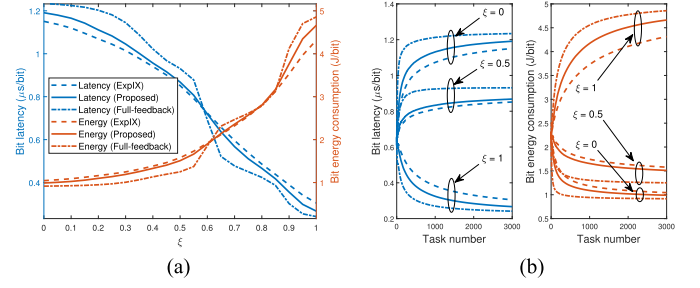 1.2
1
0.8
0.6
0.4
Bit latency (μs/bit)
Latency (ExpIX)
Latency (Proposed)
Latency (Full-feedback)
Energy (ExpIX)
Energy (Proposed)
Energy (Full-feedback)
0 0.1 0.2 0.3 0.4 0.5 0.6 0.7 0.8 0.9 1
ξ
5
4
3
2
1
Bit energy consumption (J/bit)
(a)
1.4
1.2
1
0.8
0.6
0.4
0.2
Bit latency (μs/bit)
ξ = 0
ξ = 0.5
ξ = 1
0 1000 2000 3000
Task number
5
4.5
4
3.5
3
2.5
2
1.5
1
0.5
Bit energy consumption (J/bit)
ξ = 1
ξ = 0.5
ξ = 0
0 1000 2000 3000
Task number
(b)